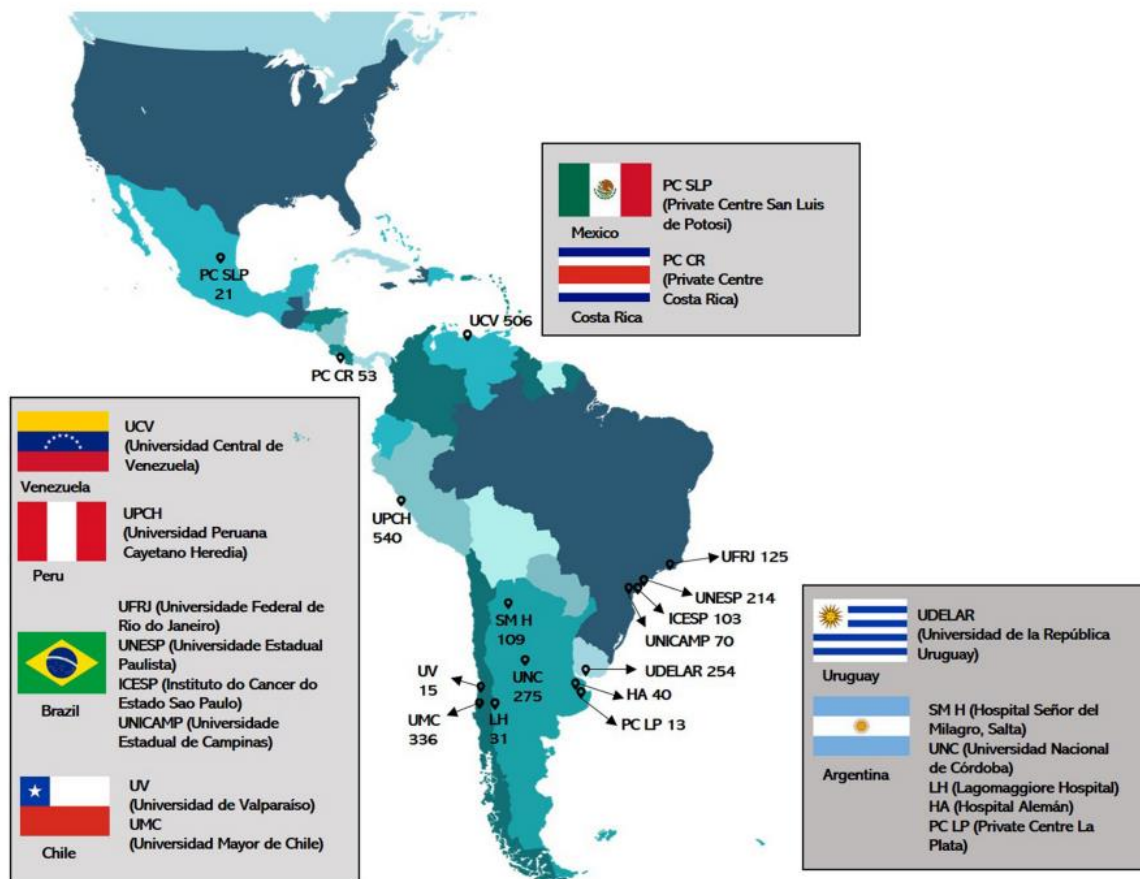 PC SLP
21
UCV 506
PC CR 53
UPCH
540
UFRJ 125
UNESP 214
ICESP 103
UNICAMP 70
SM H
109
UNC
275
UDELAR 254
HA 40
PC LP 13
UV
15
UMC
336
LH
31
Mexico
PC SLP
(Private Centre San Luis
de Potosí)
Costa Rica
PC CR
(Private Centre
Costa Rica)
Venezuela
UCV
(Universidad Central de
Venezuela)
Peru
UPCH
(Universidad Peruana
Cayetano Heredia)
Brazil
UFRJ (Universidade Federal de
Rio do Janeiro)
UNESP (Universidade Estadual
Paulista)
ICESP (Instituto do Cancer do
Estado Sao Paulo)
UNICAMP (Universidade
Estadual de Campinas)
Chile
UV
(Universidad de Valparaíso)
UMC
(Universidad Mayor de Chile)
Uruguay
UDELAR
(Universidad de la República
Uruguay)
Argentina
SM H (Hospital Señor del
Milagro, Salta)
UNC (Universidad Nacional
de Córdoba)
LH (Lagomaggiore Hospital)
HA (Hospital Alemán)
PC LP (Private Centre La
Plata)